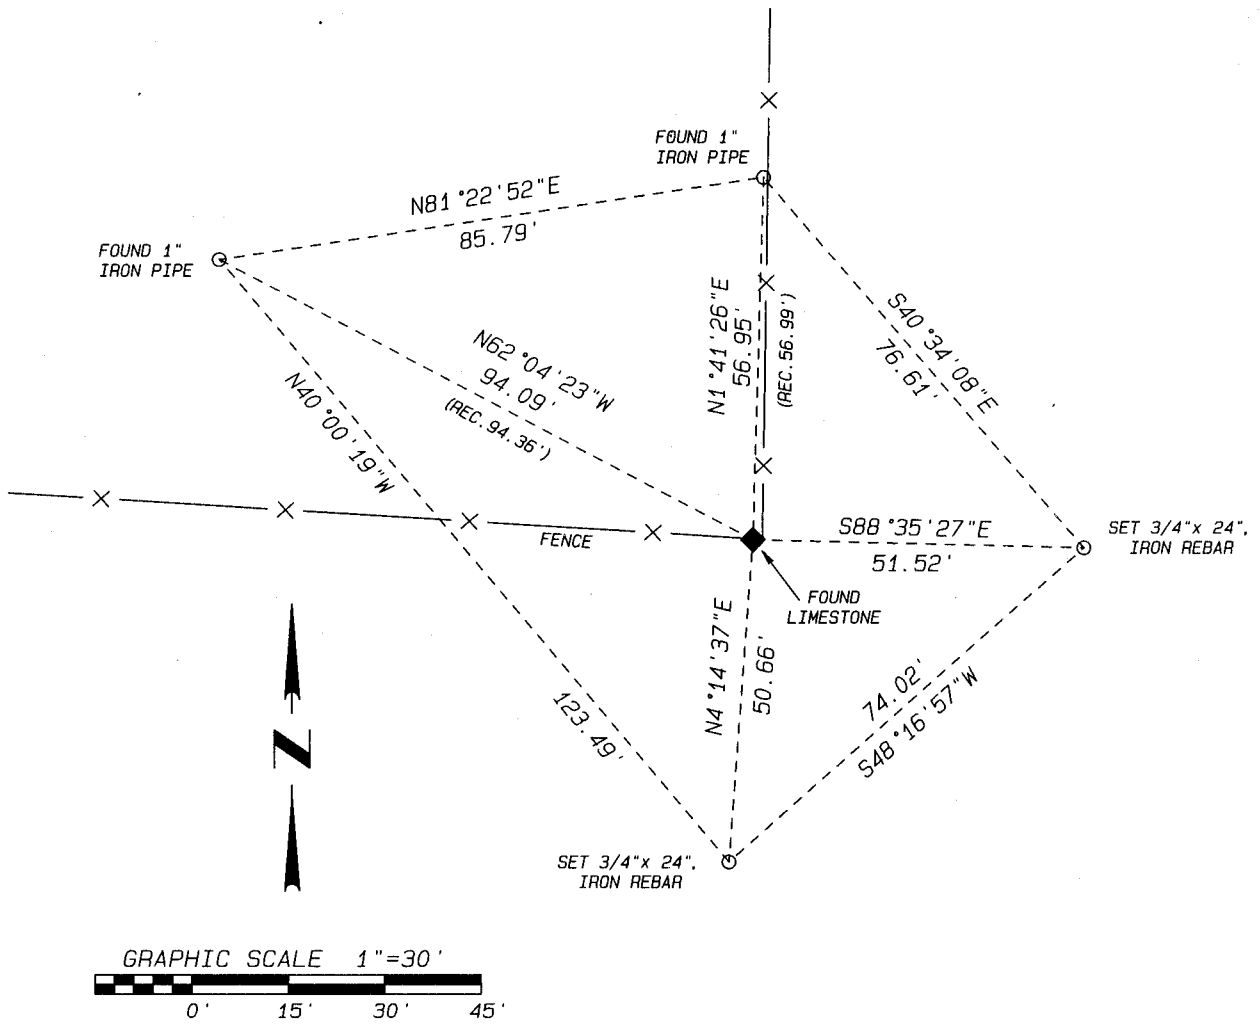 FOUND 1"
IRON PIPE
N81°22'52"E
85.79'
FOUND 1"
IRON PIPE
N1°41'26"E
56.95'
(REC.56.99')
S40°34'08"E
76.61'
N62°04'23"W
94.09'
(REC.94.36')
N40°00'19"W
123.49'
FENCE
S88°35'27"E
51.52'
SET 3/4"x 24",
IRON REBAR
FOUND
LIMESTONE
N4°14'37"E
50.66'
74.02'
S48°16'57"W
N
SET 3/4"x 24",
IRON REBAR
GRAPHIC SCALE 1"=30'
0' 15' 30' 45'